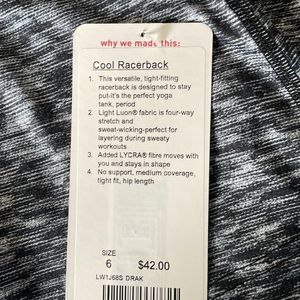 why we made this:
Cool Racerback
1. This versatile, tight-fitting
racerback is designed to stay
put-it's the perfect yoga
tank, period
2. Light Luon® fabric is four-way
stretch and
sweat-wicking-perfect for
layering during sweaty
workouts
3. Added LYCRA® fibre moves with
you and stays in shape
4. No support, medium coverage,
tight fit, hip length
SIZE
6 $42.00
LW1J68S DRAK